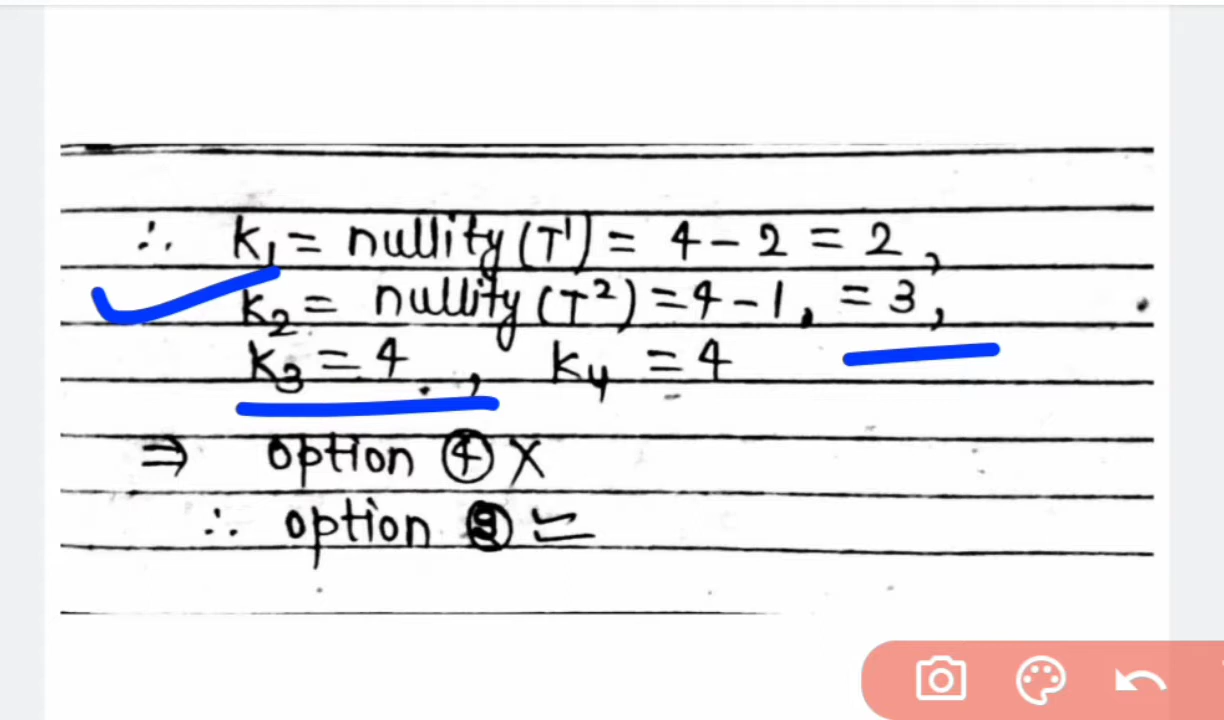 ∴ k₁ = nullity (T¹) = 4 - 2 = 2 ,
k₂ = nullity (T²) = 4 - 1 , = 3 ,
k₃ = 4 . , k₄ = 4
⇒ option ④ X
∴ option ③ ✓